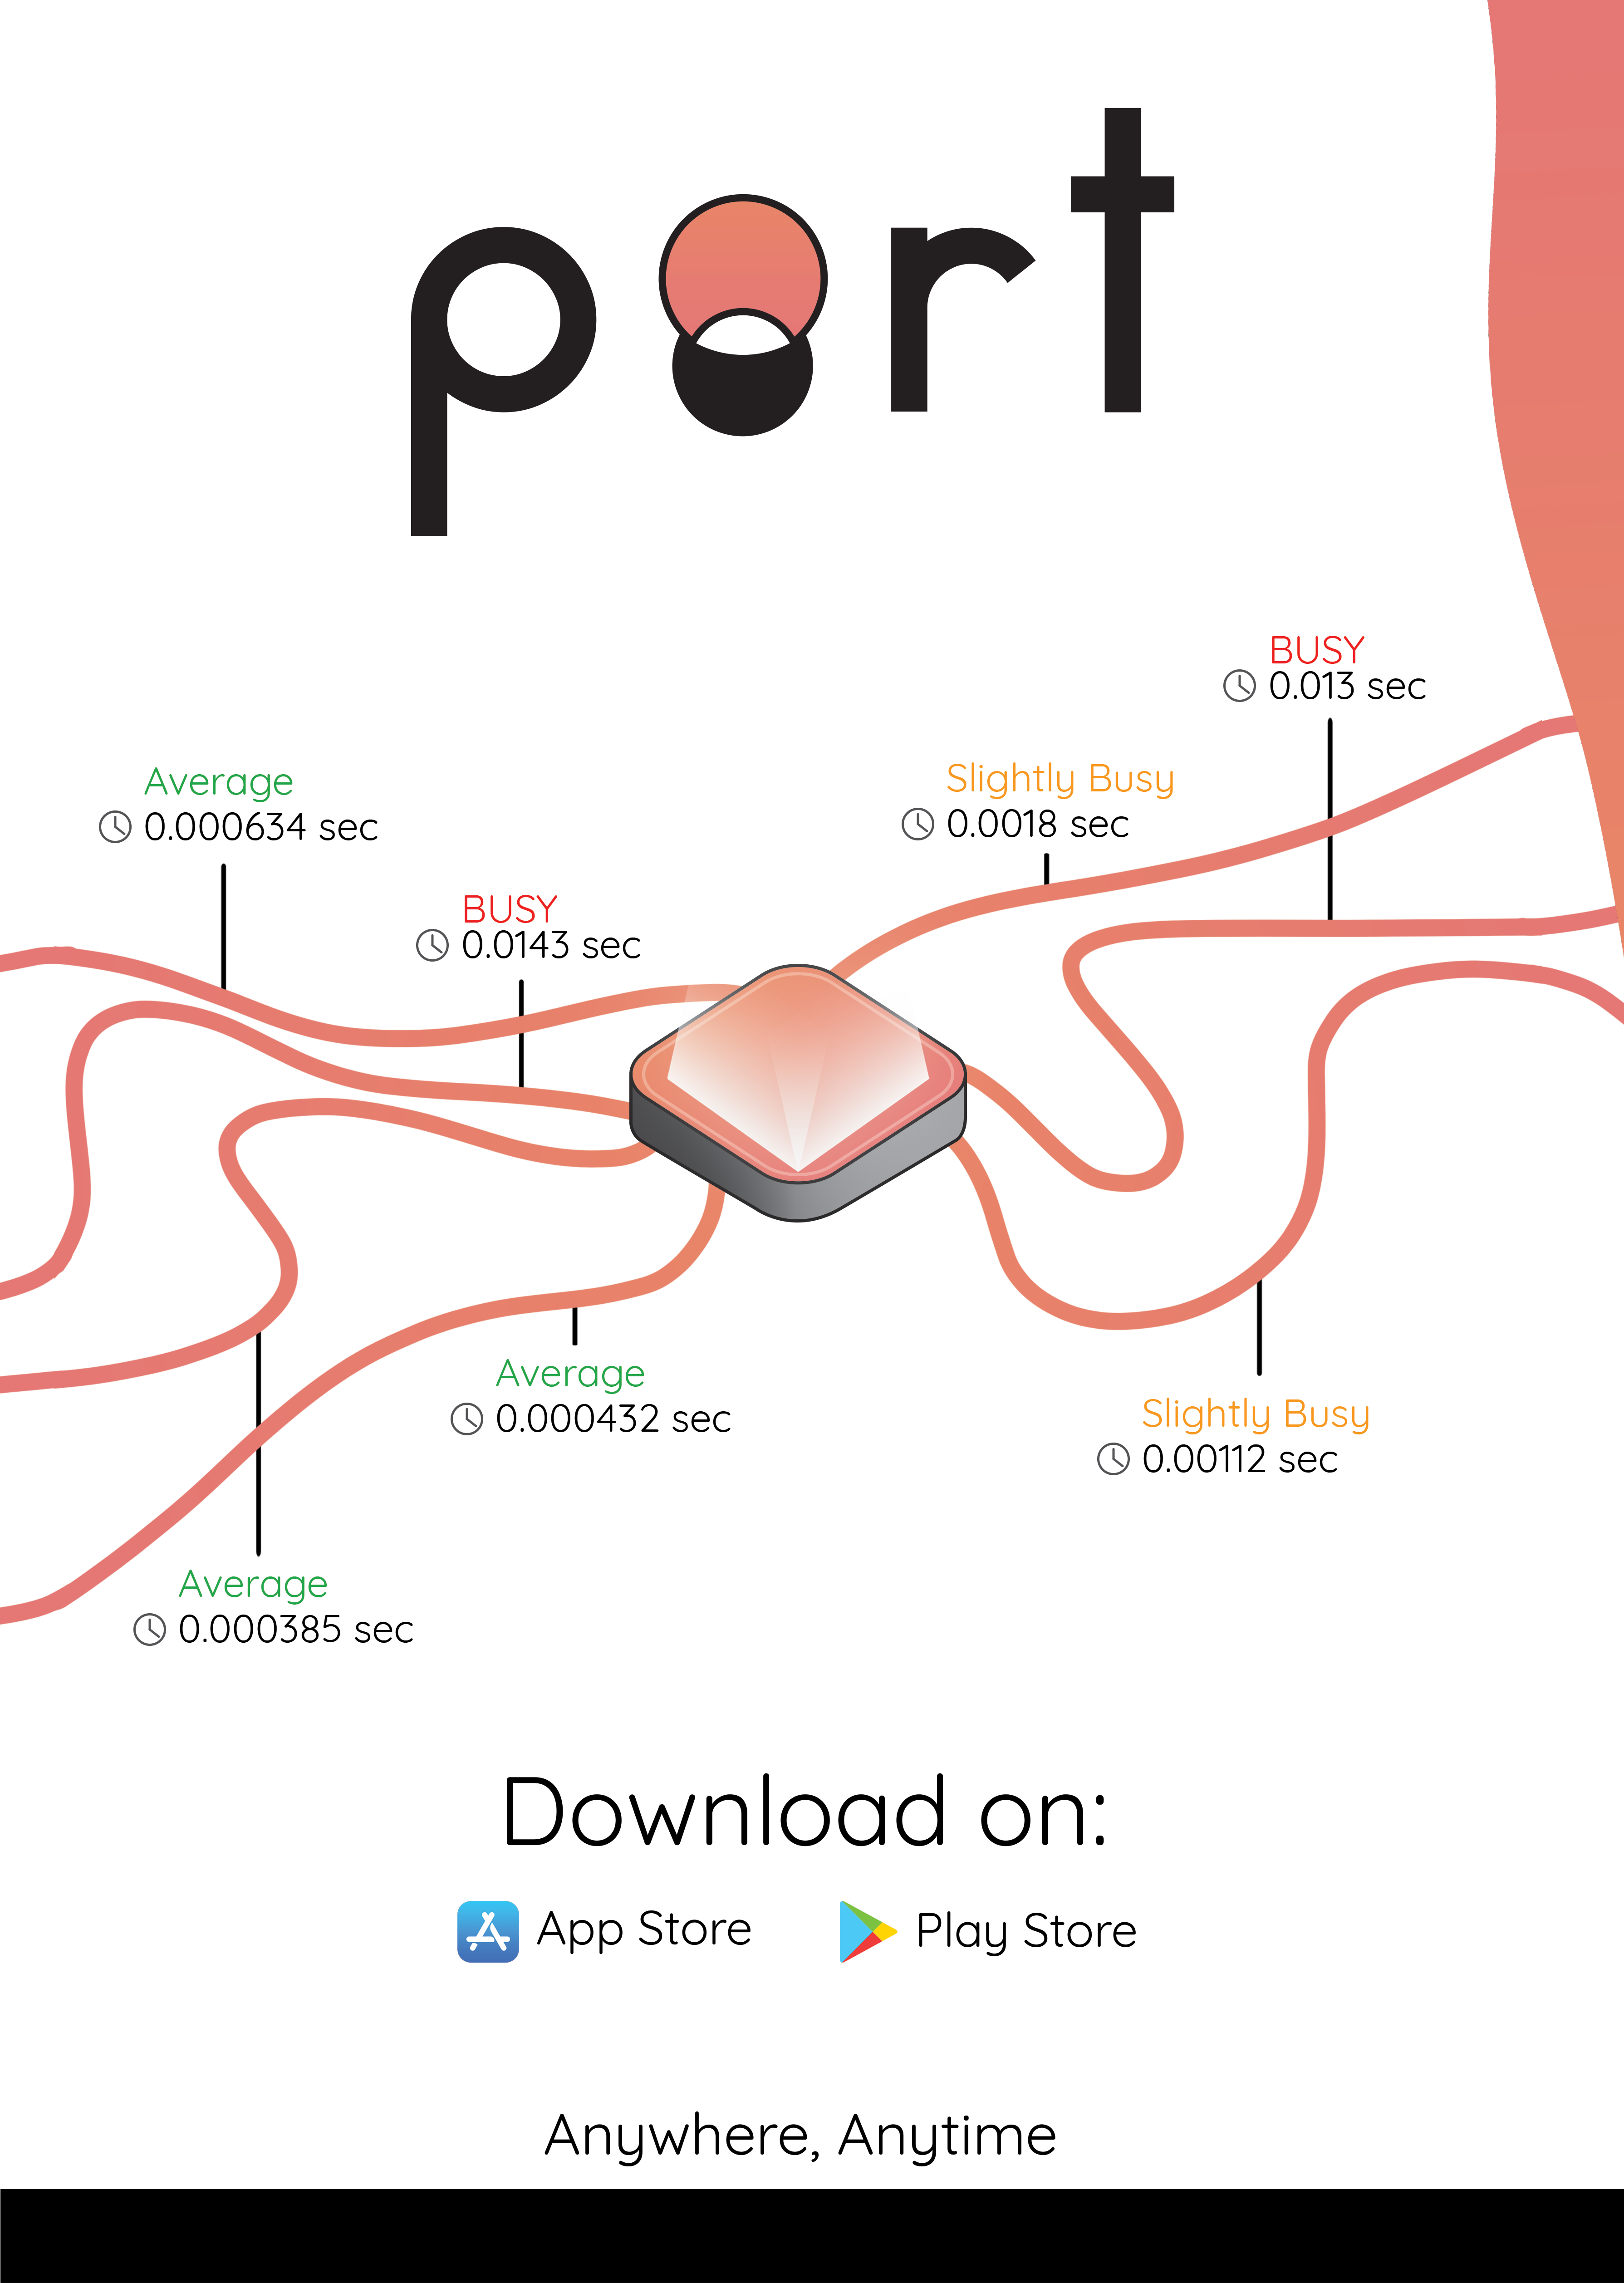 port
BUSY
0.013 sec
Slightly Busy
0.0018 sec
Average
0.000634 sec
BUSY
0.0143 sec
Average
0.000432 sec
Slightly Busy
0.00112 sec
Average
0.000385 sec
Download on:
App Store
Play Store
Anywhere, Anytime